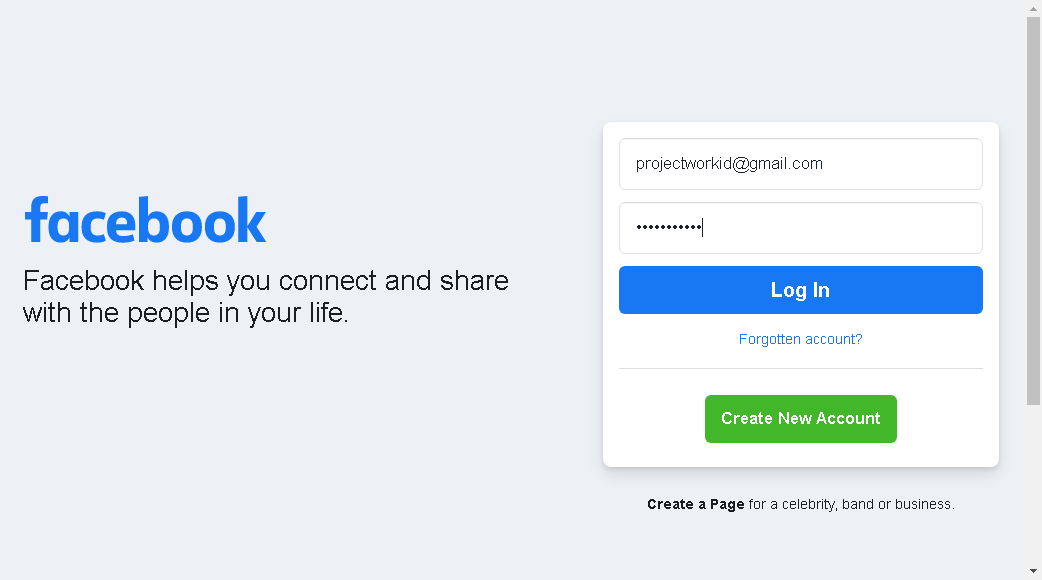 facebook
Facebook helps you connect and share
with the people in your life.
projectworkid@gmail.com
•••••••••••
Log In
Forgotten account?
Create New Account
Create a Page for a celebrity, band or business.